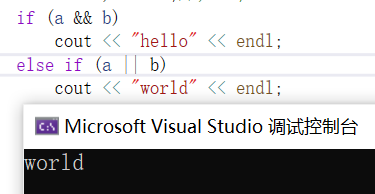 if (a && b)
cout << "hello" << endl;
else if (a || b)
cout << "world" << endl;
Microsoft Visual Studio 调试控制台
world